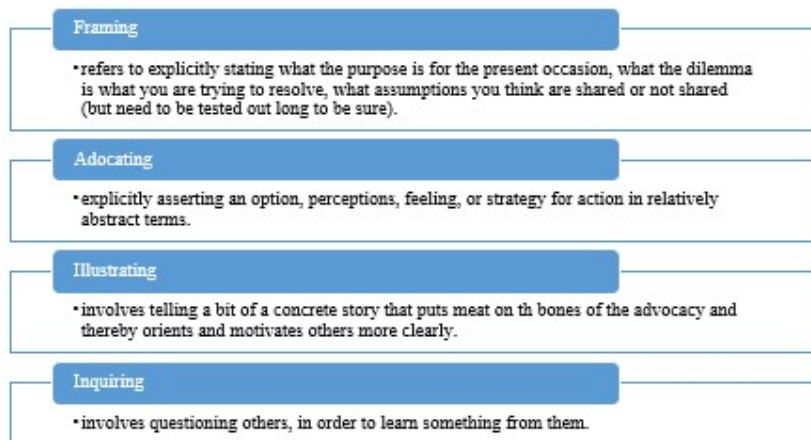 Framing
•refers to explicitly stating what the purpose is for the present occasion, what the dilemma
is what you are trying to resolve, what assumptions you think are shared or not shared
(but need to be tested out long to be sure).
Adocating
•explicitly asserting an option, perceptions, feeling, or strategy for action in relatively
abstract terms.
Illustrating
•involves telling a bit of a concrete story that puts meat on th bones of the advocacy and
thereby orients and motivates others more clearly.
Inquiring
•involves questioning others, in order to learn something from them.